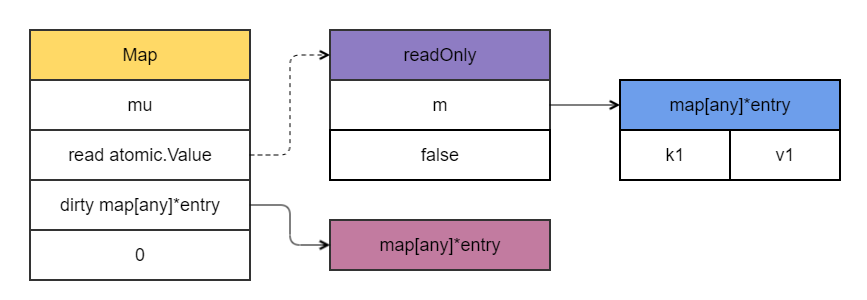 Map
mu
read atomic.Value
dirty map[any]*entry
0
readOnly
m
false
map[any]*entry
k1
v1
map[any]*entry